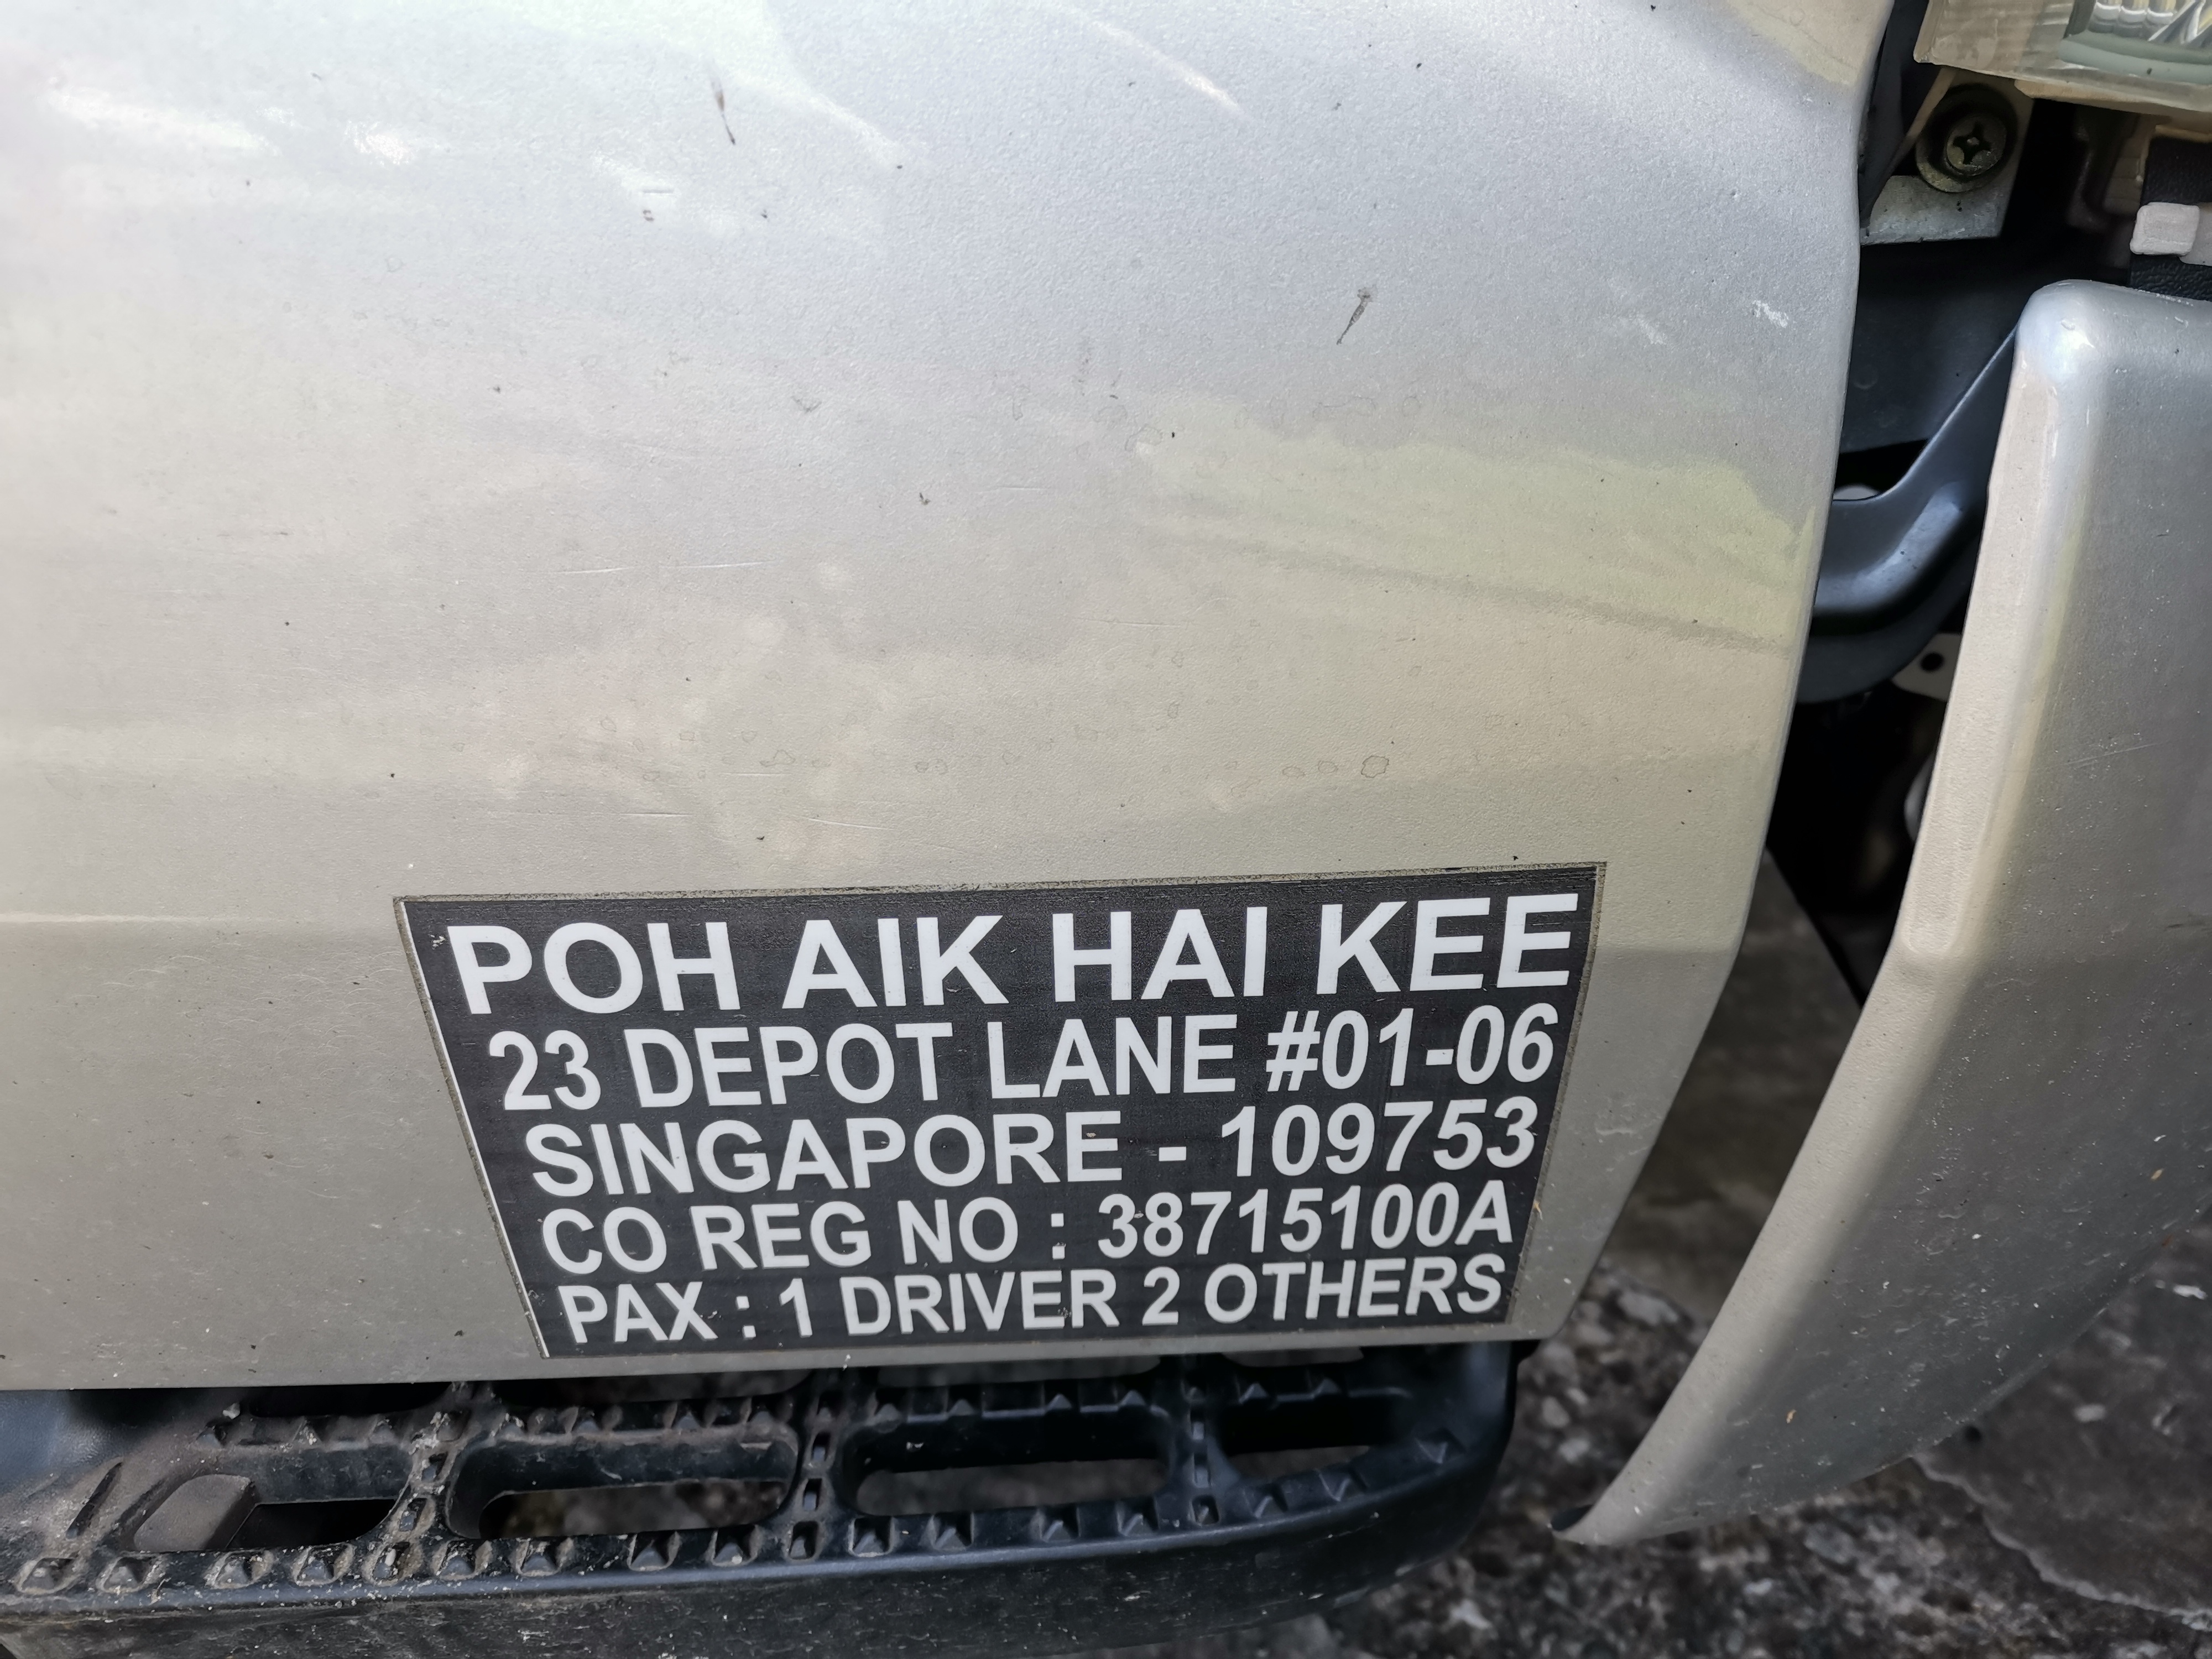 POH AIK HAI KEE
23 DEPOT LANE #01-06
SINGAPORE - 109753
CO REG NO : 38715100A
PAX : 1 DRIVER 2 OTHERS